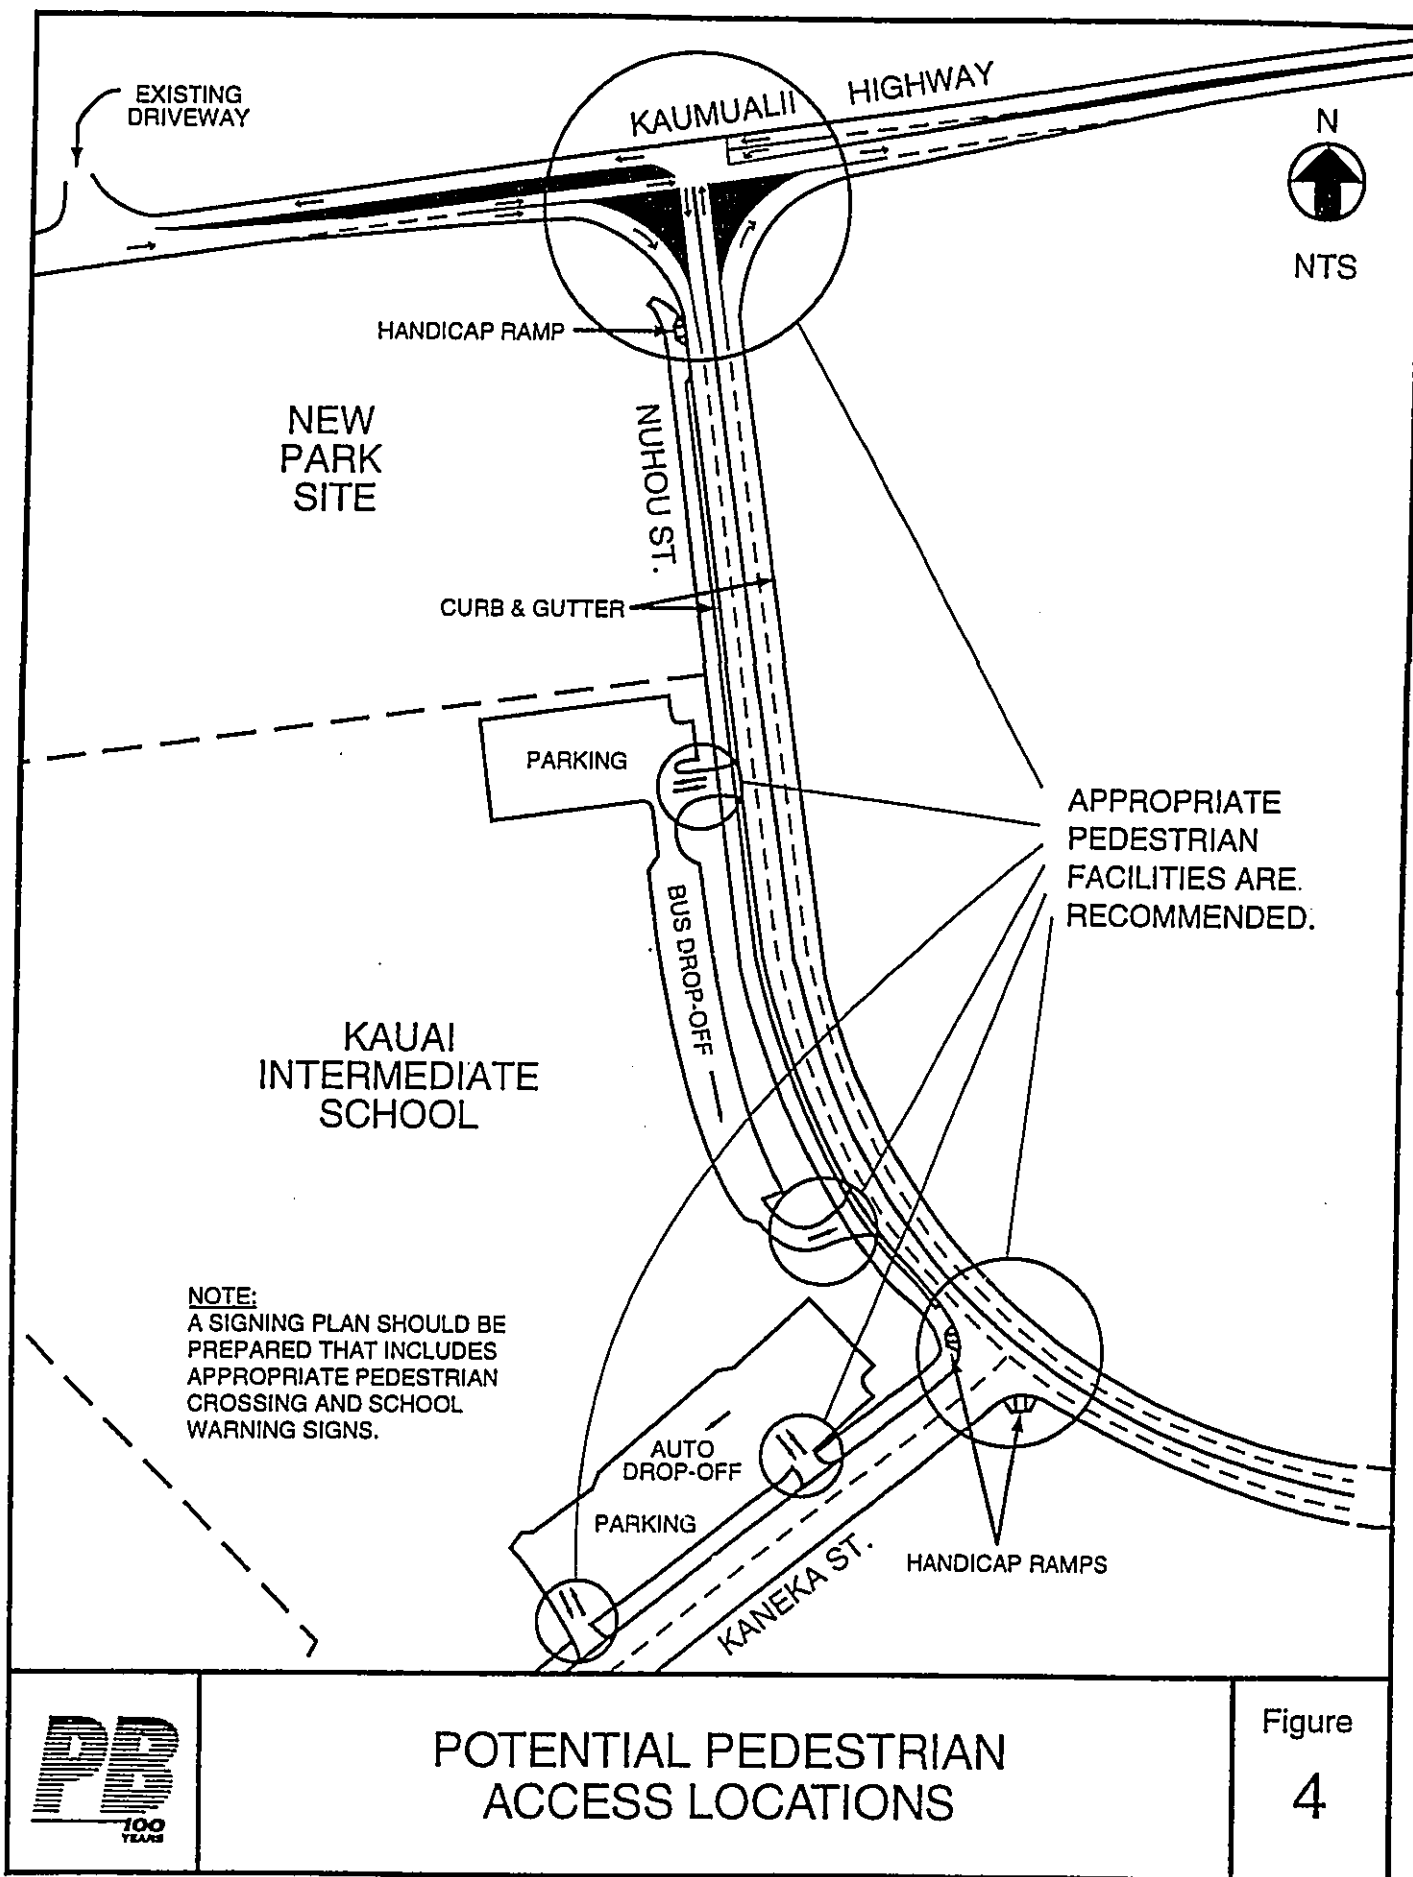 EXISTING
DRIVEWAY
KAUMUALII HIGHWAY
N
NTS
HANDICAP RAMP
NEW
PARK
SITE
NUHOU ST.
CURB & GUTTER
PARKING
APPROPRIATE
PEDESTRIAN
FACILITIES ARE.
RECOMMENDED.
BUS DROP-OFF
KAUAI
INTERMEDIATE
SCHOOL
NOTE:
A SIGNING PLAN SHOULD BE
PREPARED THAT INCLUDES
APPROPRIATE PEDESTRIAN
CROSSING AND SCHOOL
WARNING SIGNS.
AUTO
DROP-OFF
PARKING
KANEKA ST.
HANDICAP RAMPS
PB
100
YEARS
POTENTIAL PEDESTRIAN
ACCESS LOCATIONS
Figure
4